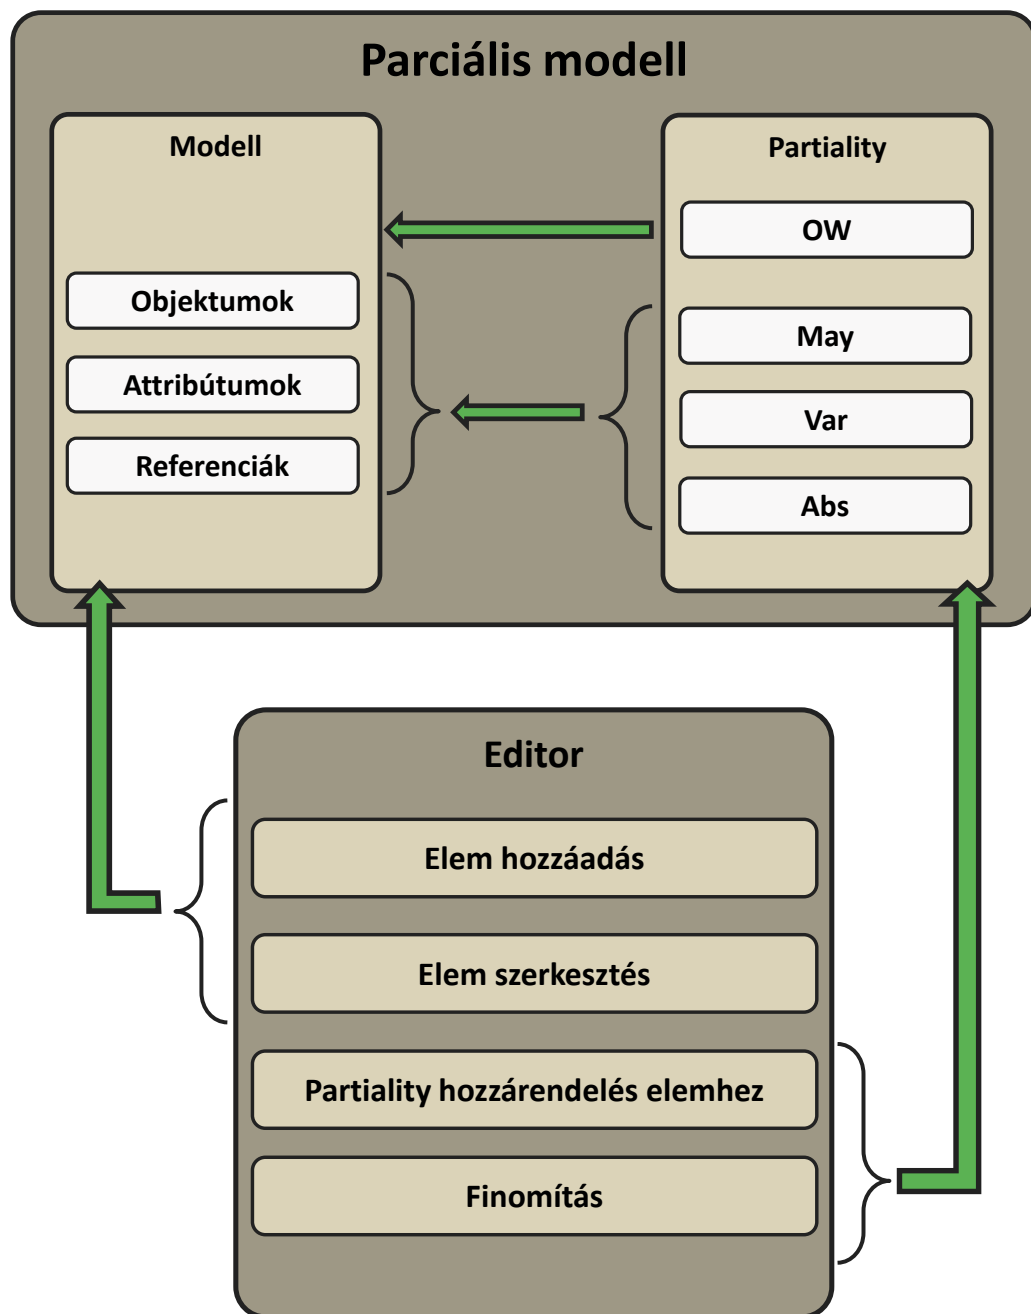 Parciális modell
Modell
Objektumok
Attribútumok
Referenciák
Partiality
OW
May
Var
Abs
Editor
Elem hozzáadás
Elem szerkesztés
Partiality hozzárendelés elemhez
Finomítás